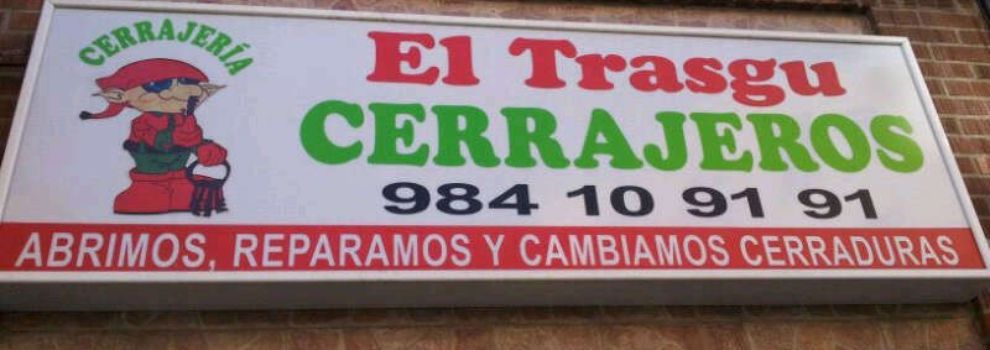 CERRAJERÍA
El Trasgu
CERRAJEROS
984 10 91 91
ABRIMOS, REPARAMOS Y CAMBIAMOS CERRADURAS